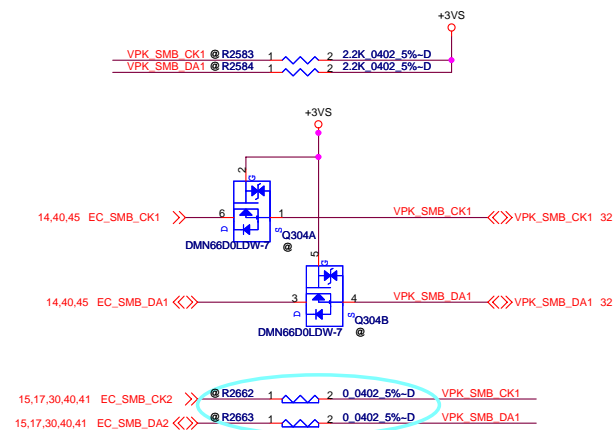 +3VS
VPK_SMB_CK1 @ R2583 1 2 2.2K_0402_5%~D
VPK_SMB_DA1 @ R2584 1 2 2.2K_0402_5%~D
+3VS
2
G
14,40,45 EC_SMB_CK1 6 1 VPK_SMB_CK1 VPK_SMB_CK1 32
D S Q304A
DMN66D0LDW-7 @
5
G
14,40,45 EC_SMB_DA1 3 4 VPK_SMB_DA1 VPK_SMB_DA1 32
D S Q304B
DMN66D0LDW-7 @
15,17,30,40,41 EC_SMB_CK2 @ R2662 1 2 0_0402_5%~D VPK_SMB_CK1
15,17,30,40,41 EC_SMB_DA2 @ R2663 1 2 0_0402_5%~D VPK_SMB_DA1